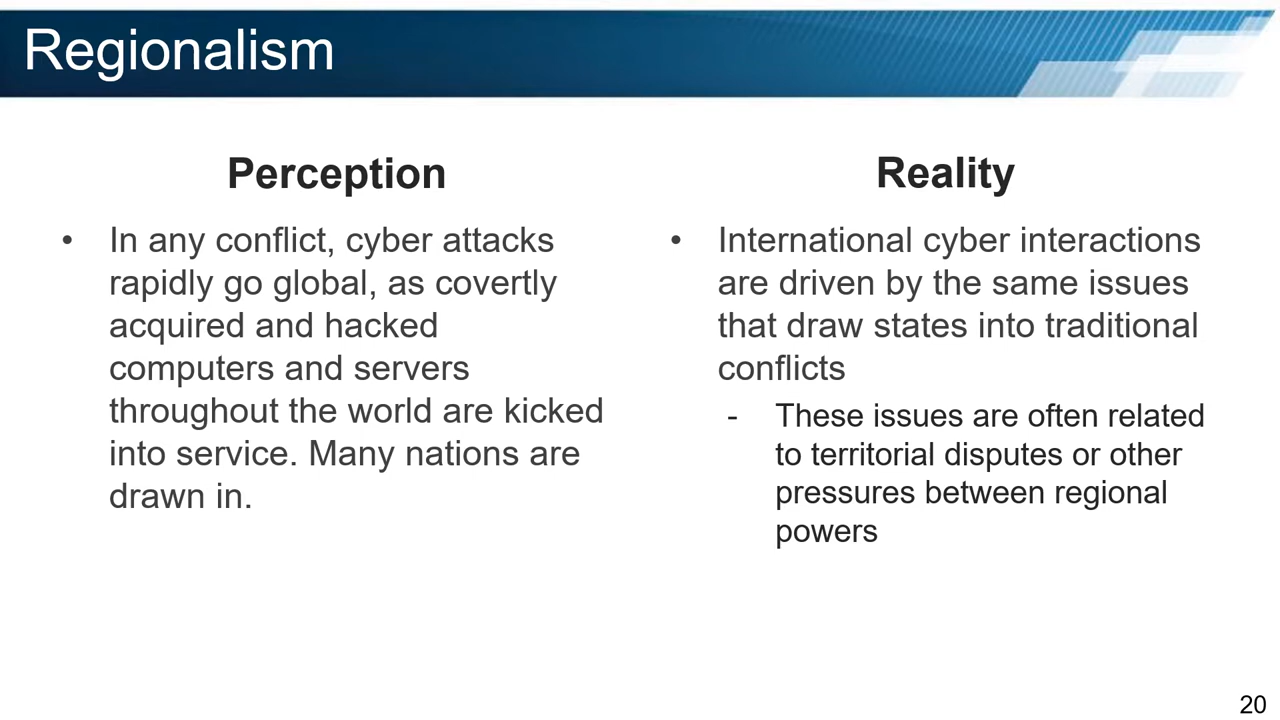 Regionalism
Perception
• In any conflict, cyber attacks
rapidly go global, as covertly
acquired and hacked
computers and servers
throughout the world are kicked
into service. Many nations are
drawn in.
Reality
• International cyber interactions
are driven by the same issues
that draw states into traditional
conflicts
- These issues are often related
to territorial disputes or other
pressures between regional
powers
20